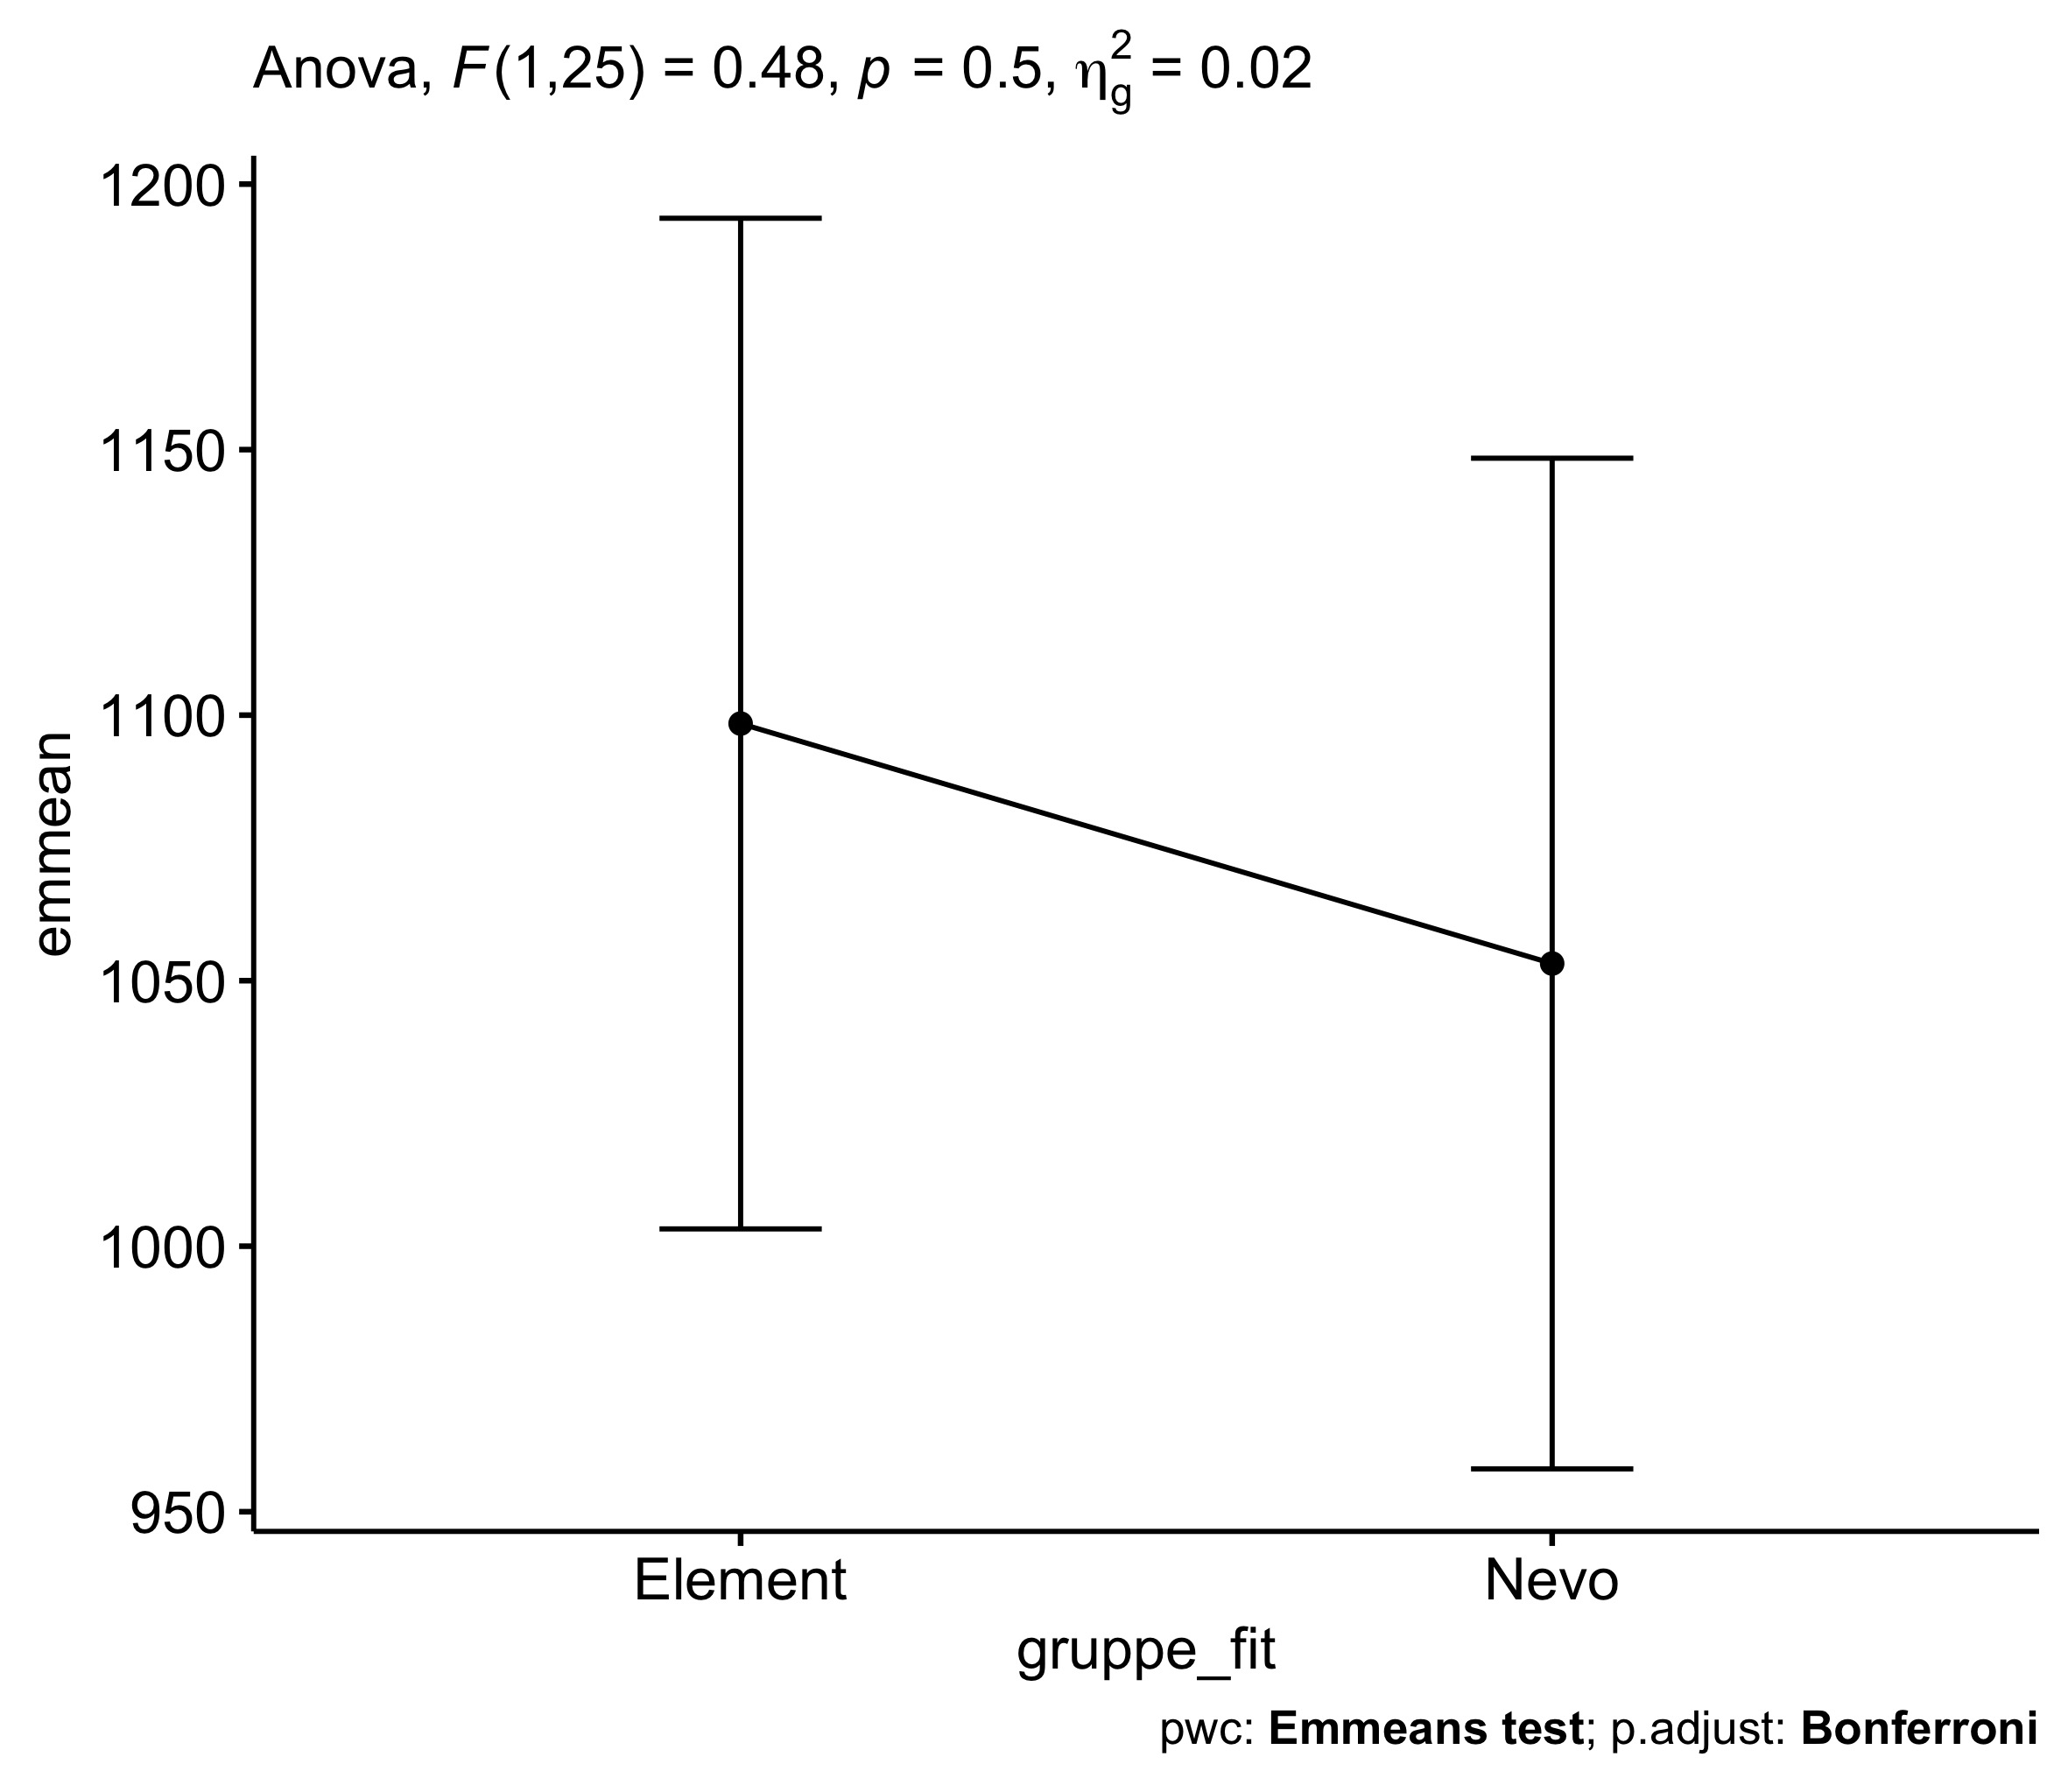 Anova, F(1,25) = 0.48, p = 0.5, η²g = 0.02
1200
1150
1100
1050
1000
950
emmean
Element Nevo
gruppe_fit
pwc: Emmeans test; p.adjust: Bonferroni